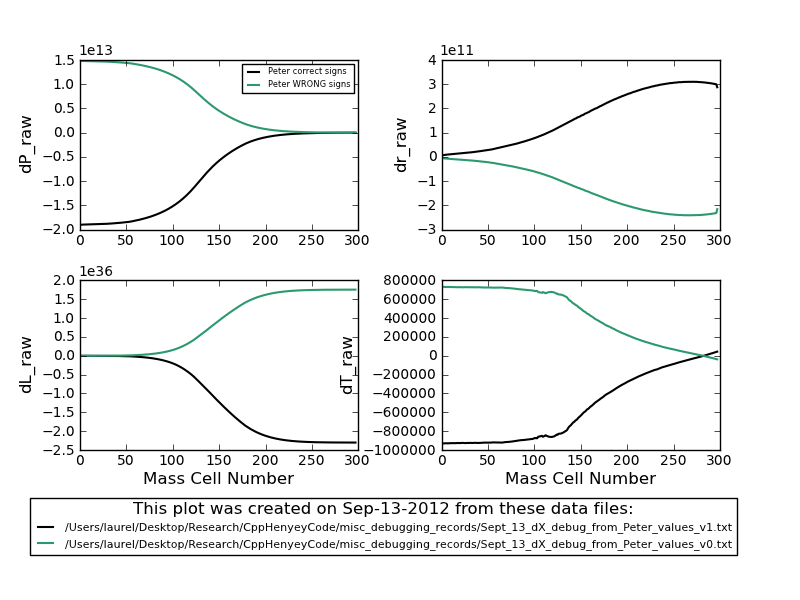 1e13
1.5
1.0
0.5
0.0
−0.5
−1.0
−1.5
−2.0
dP_raw
Peter correct signs
Peter WRONG signs
0 50 100 150 200 250 300
1e11
4
3
2
1
0
−1
−2
−3
dr_raw
0 50 100 150 200 250 300
1e36
2.0
1.5
1.0
0.5
0.0
−0.5
−1.0
−1.5
−2.0
−2.5
dL_raw
0 50 100 150 200 250 300
Mass Cell Number
800000
600000
400000
200000
0
−200000
−400000
−600000
−800000
−1000000
dT_raw
0 50 100 150 200 250 300
Mass Cell Number
This plot was created on Sep-13-2012 from these data files:
/Users/laurel/Desktop/Research/CppHenyeyCode/misc_debugging_records/Sept_13_dX_debug_from_Peter_values_v1.txt
/Users/laurel/Desktop/Research/CppHenyeyCode/misc_debugging_records/Sept_13_dX_debug_from_Peter_values_v0.txt